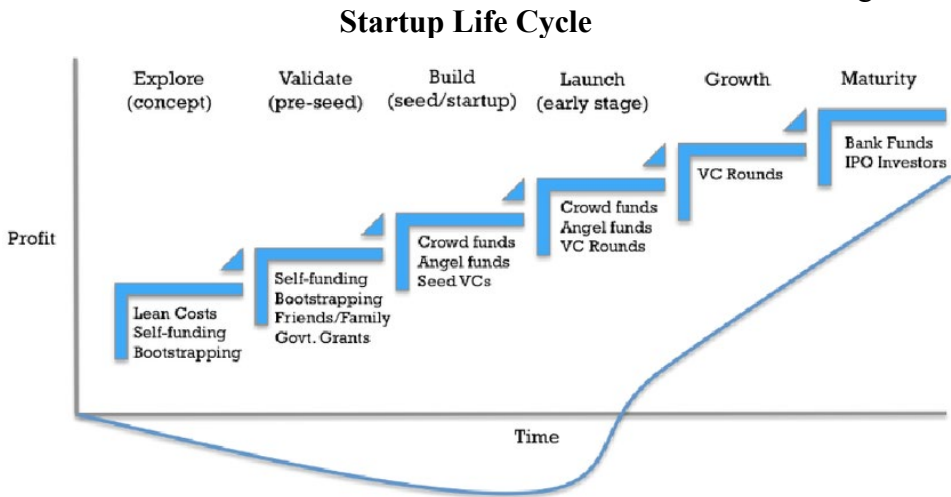 Startup Life Cycle
Explore
(concept)
Validate
(pre-seed)
Build
(seed/startup)
Launch
(early stage)
Growth
Maturity
Profit
Lean Costs
Self-funding
Bootstrapping
Self-funding
Bootstrapping
Friends/Family
Govt. Grants
Crowd funds
Angel funds
Seed VCs
Crowd funds
Angel funds
VC Rounds
VC Rounds
Bank Funds
IPO Investors
Time